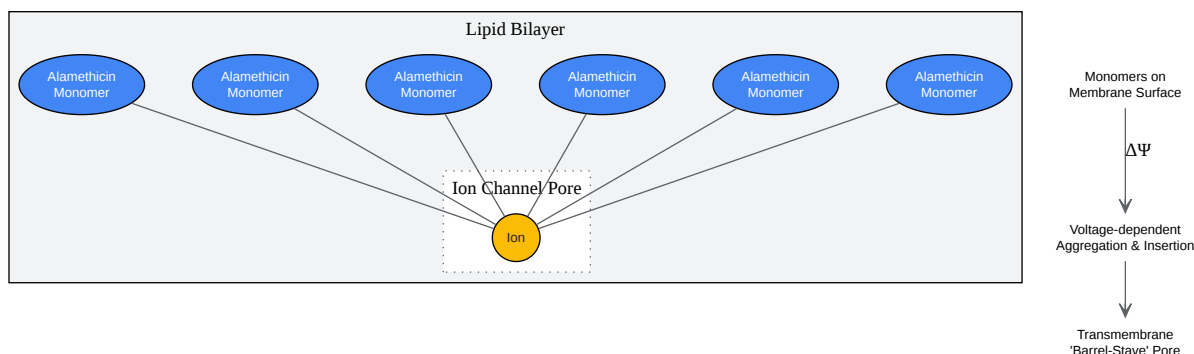 Lipid Bilayer
Alamethicin
Monomer
Alamethicin
Monomer
Alamethicin
Monomer
Alamethicin
Monomer
Alamethicin
Monomer
Alamethicin
Monomer
Ion Channel Pore
Ion
Monomers on
Membrane Surface
ΔΨ
Voltage-dependent
Aggregation & Insertion
Transmembrane
'Barrel-Stave' Pore